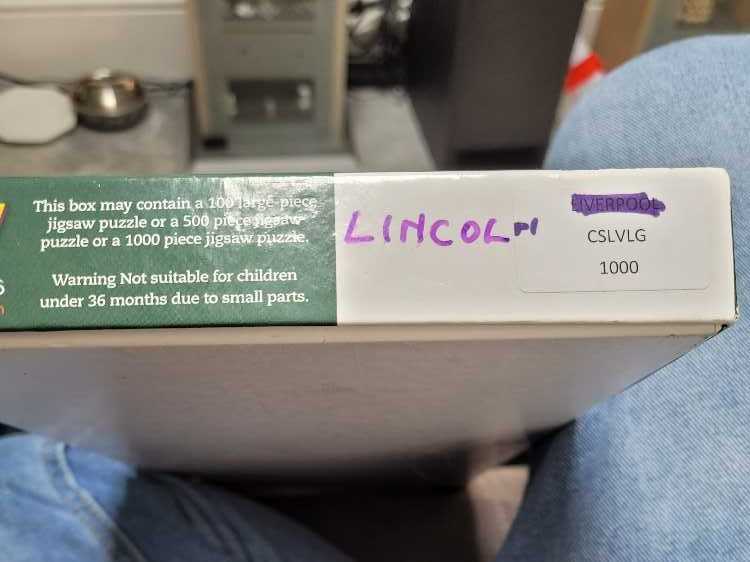 This box may contain a 100 large-piece
jigsaw puzzle or a 500 piece jigsaw
puzzle or a 1000 piece jigsaw puzzle.
Warning Not suitable for children
under 36 months due to small parts.
LINCOLN
LIVERPOOL
CSLVLG
1000